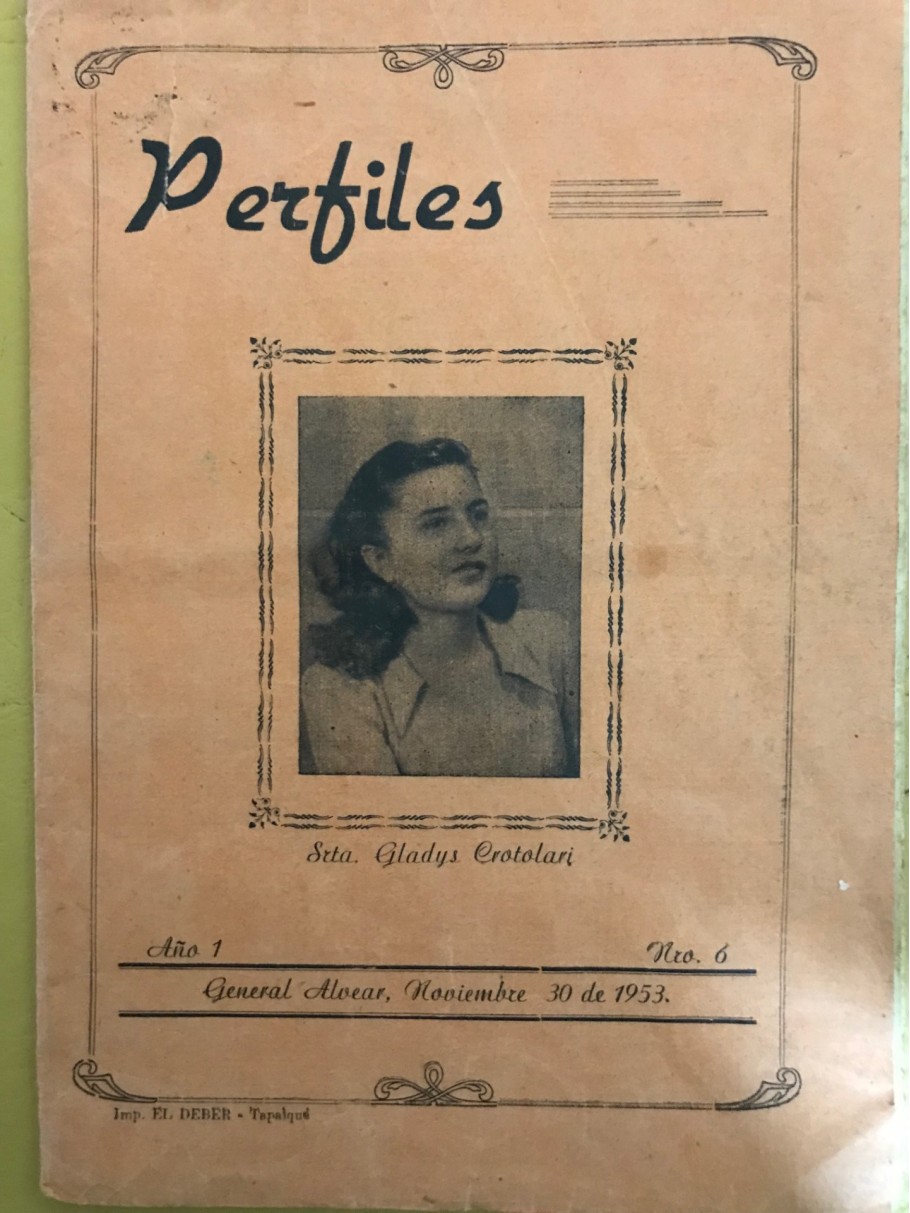 Perfiles
Srta. Gladys Crotolari
Año 1
Nro. 6
General Alvear, Noviembre 30 de 1953.
Imp. EL DEBER - Tapalqué